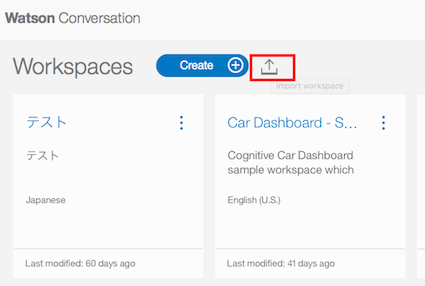 Watson Conversation
Workspaces
Create
Import workspace
テスト
テスト
Japanese
Last modified: 60 days ago
Car Dashboard - S...
Cognitive Car Dashboard
sample workspace which
English (U.S.)
Last modified: 41 days ago